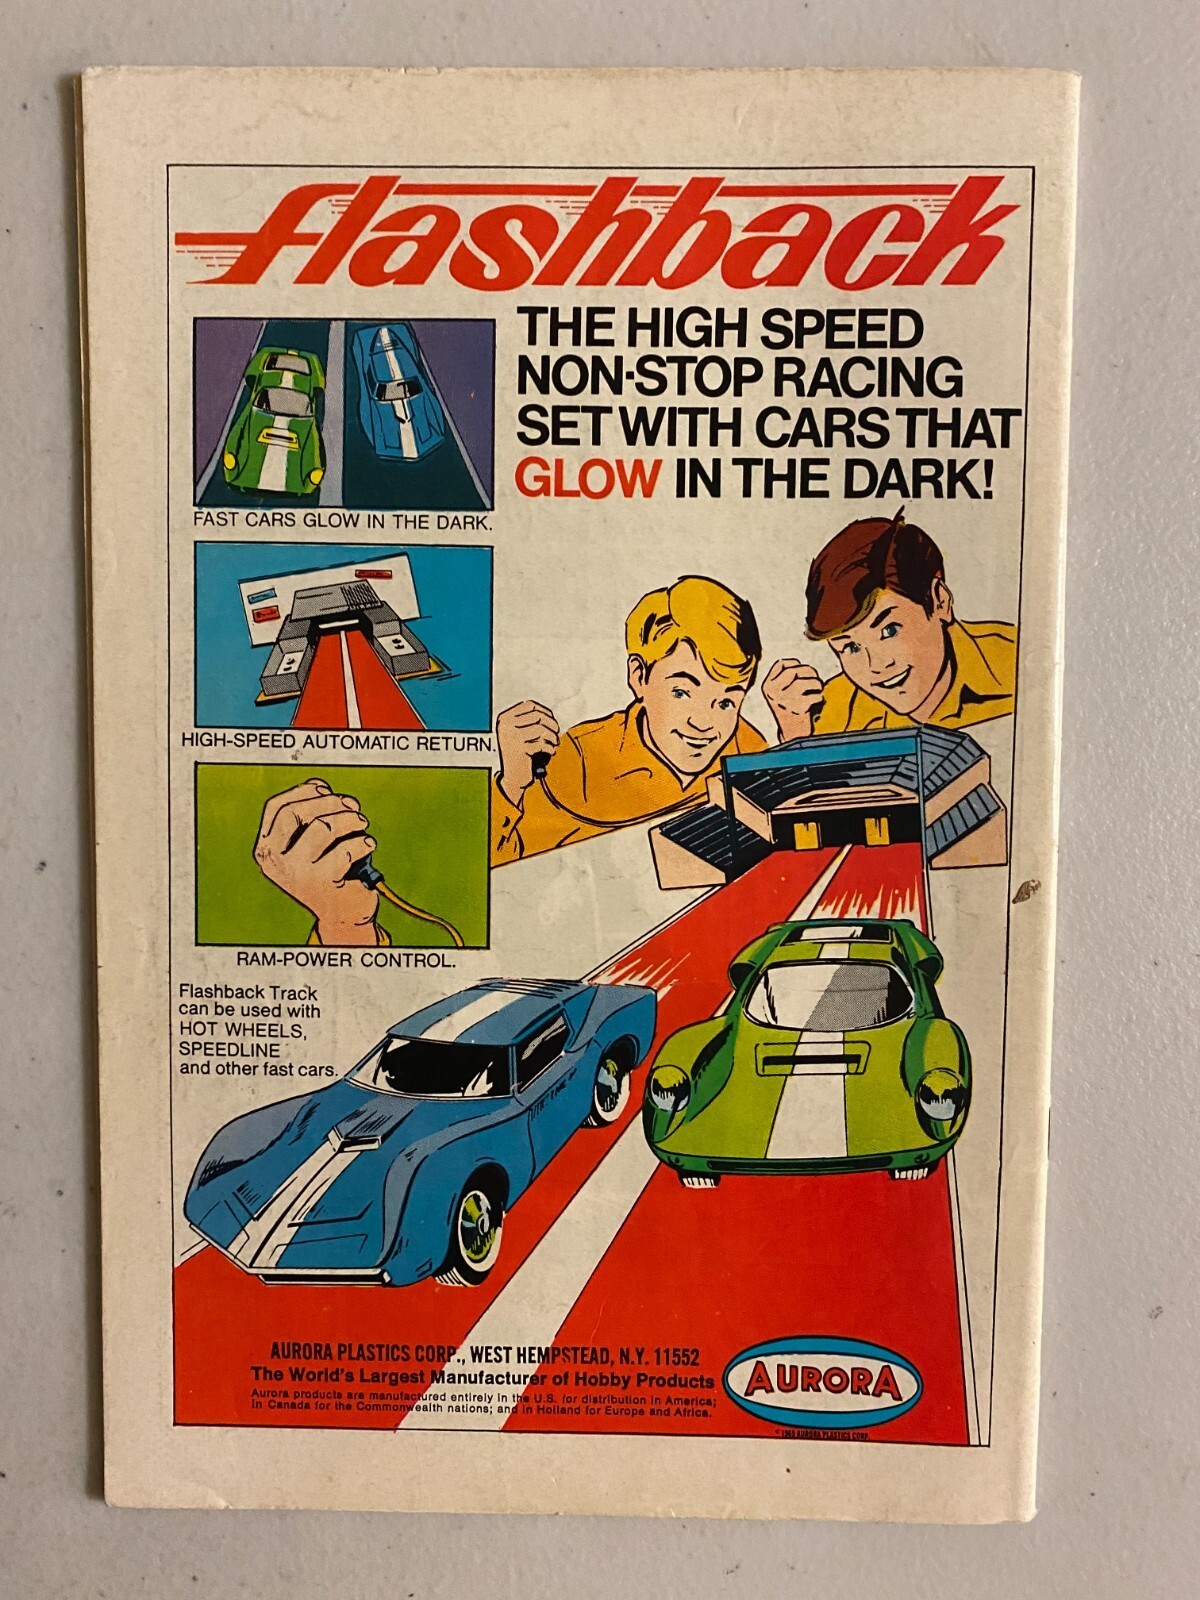 flashback
THE HIGH SPEED
NON-STOP RACING
SET WITH CARS THAT
GLOW IN THE DARK!
FAST CARS GLOW IN THE DARK.
HIGH-SPEED AUTOMATIC RETURN.
RAM-POWER CONTROL.
Flashback Track
can be used with
HOT WHEELS,
SPEEDLINE
and other fast cars.
AURORA PLASTICS CORP., WEST HEMPSTEAD, N.Y. 11552
The World's Largest Manufacturer of Hobby Products
Aurora products are manufactured entirely in the U.S. for distribution in America;
in Canada for the Commonwealth nations; and in Holland for Europe and Africa.
AURORA
AURORA PLASTICS CORP.